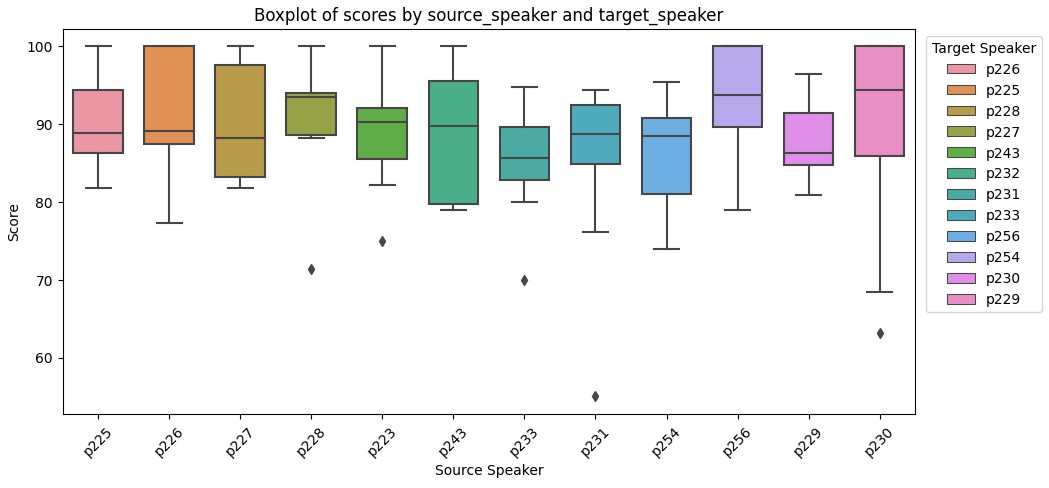 Boxplot of scores by source_speaker and target_speaker
Score
100
90
80
70
60
p225
p226
p227
p228
p223
p243
p233
p231
p254
p256
p229
p230
Source Speaker
Target Speaker
p226
p225
p228
p227
p243
p232
p231
p233
p256
p254
p230
p229